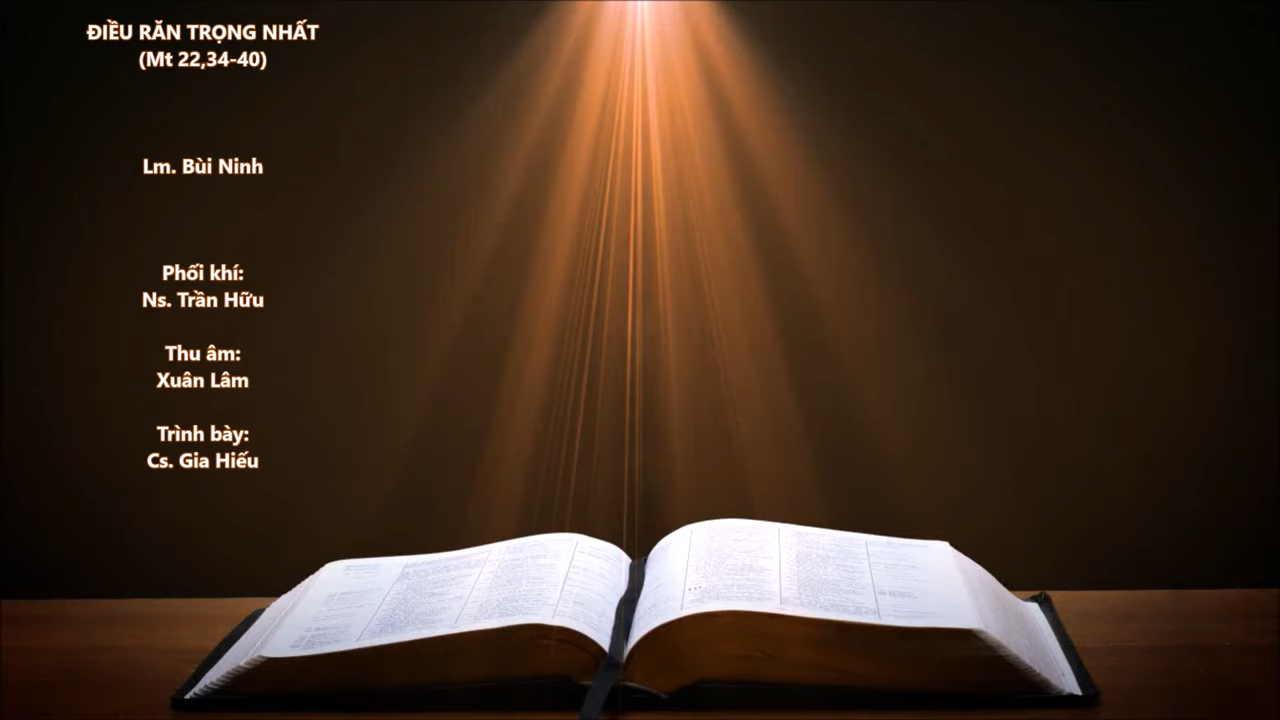 ĐIỀU RĂN TRỌNG NHẤT
(Mt 22,34-40)
Lm. Bùi Ninh
Phối khí:
Ns. Trần Hữu
Thu âm:
Xuân Lâm
Trình bày:
Cs. Gia Hiếu